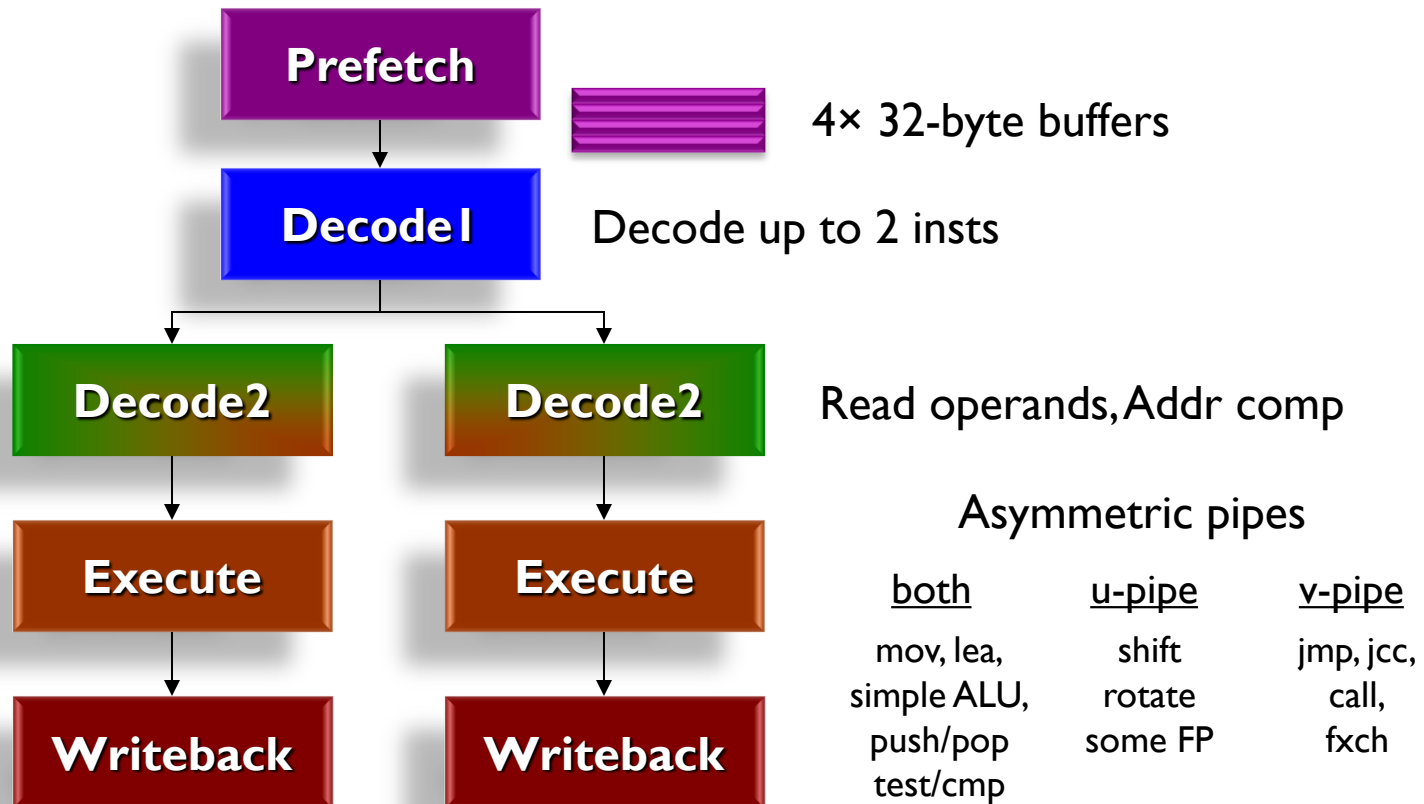 Prefetch
4× 32-byte buffers
Decode1
Decode up to 2 insts
Decode2
Decode2
Read operands, Addr comp
Execute
Execute
Asymmetric pipes
both
mov, lea,
simple ALU,
push/pop
test/cmp
u-pipe
shift
rotate
some FP
v-pipe
jmp, jcc,
call,
fxch
Writeback
Writeback